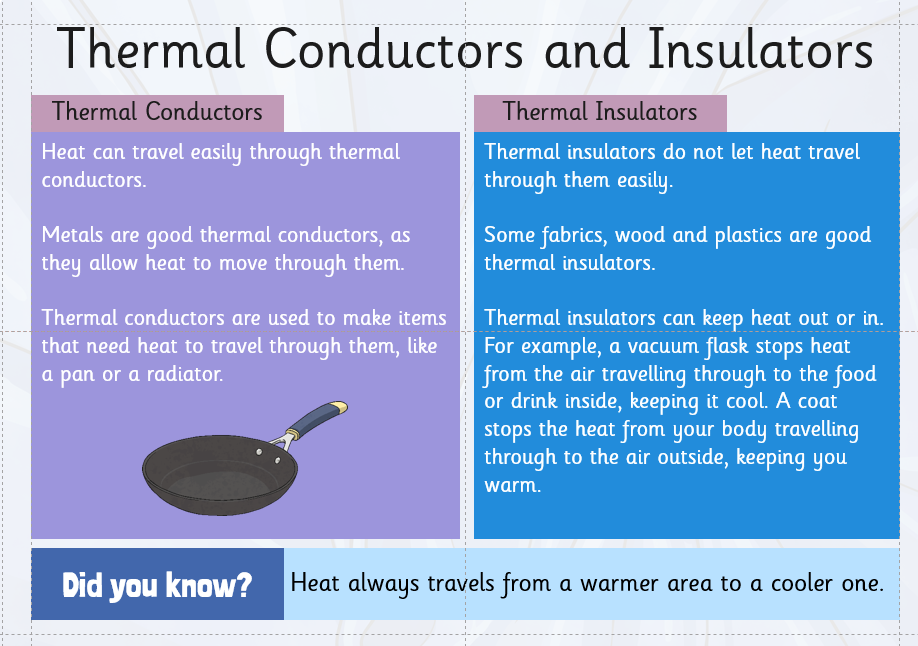 Thermal Conductors and Insulators
Thermal Conductors
Heat can travel easily through thermal
conductors.
Metals are good thermal conductors, as
they allow heat to move through them.
Thermal conductors are used to make items
that need heat to travel through them, like
a pan or a radiator.
Thermal Insulators
Thermal insulators do not let heat travel
through them easily.
Some fabrics, wood and plastics are good
thermal insulators.
Thermal insulators can keep heat out or in.
For example, a vacuum flask stops heat
from the air travelling through to the food
or drink inside, keeping it cool. A coat
stops the heat from your body travelling
through to the air outside, keeping you
warm.
Did you know?
Heat always travels from a warmer area to a cooler one.